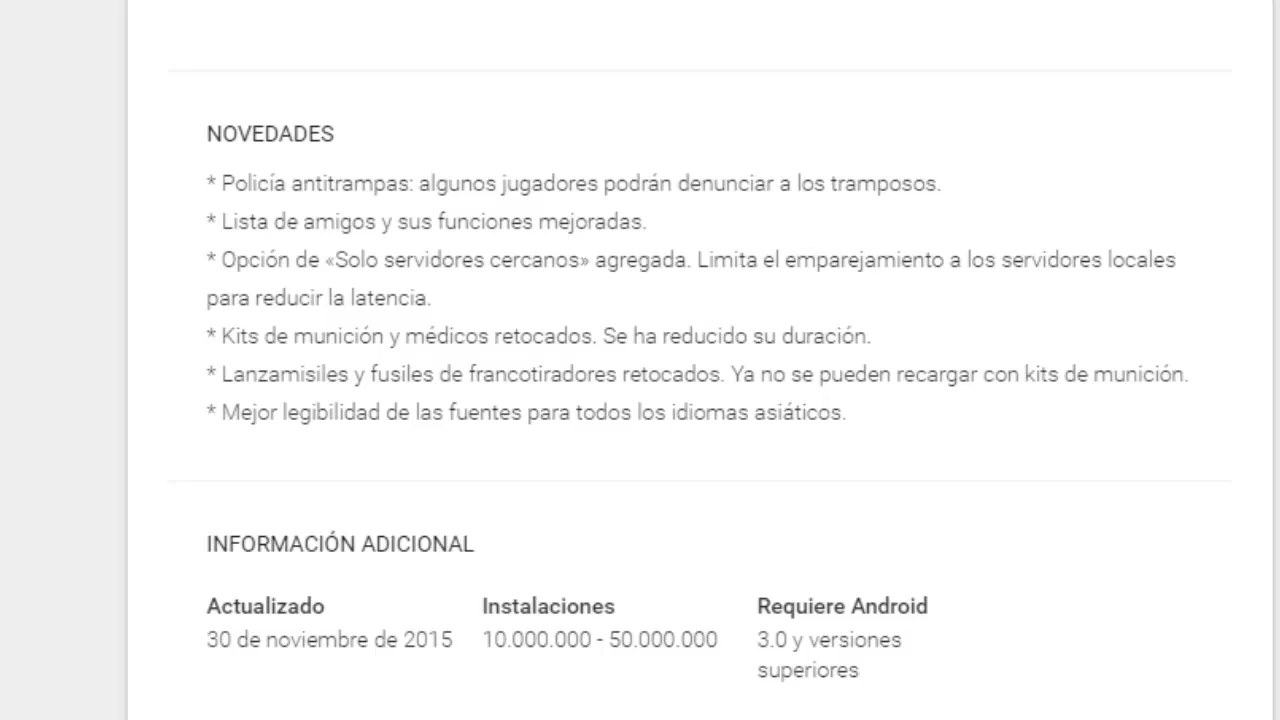 NOVEDADES
* Policía antitrampas: algunos jugadores podrán denunciar a los tramposos.
* Lista de amigos y sus funciones mejoradas.
* Opción de «Solo servidores cercanos» agregada. Limita el emparejamiento a los servidores locales
para reducir la latencia.
* Kits de munición y médicos retocados. Se ha reducido su duración.
* Lanzamisiles y fusiles de francotiradores retocados. Ya no se pueden recargar con kits de munición.
* Mejor legibilidad de las fuentes para todos los idiomas asiáticos.
INFORMACIÓN ADICIONAL
Actualizado Instalaciones Requiere Android
30 de noviembre de 2015 10.000.000 - 50.000.000 3.0 y versiones
superiores